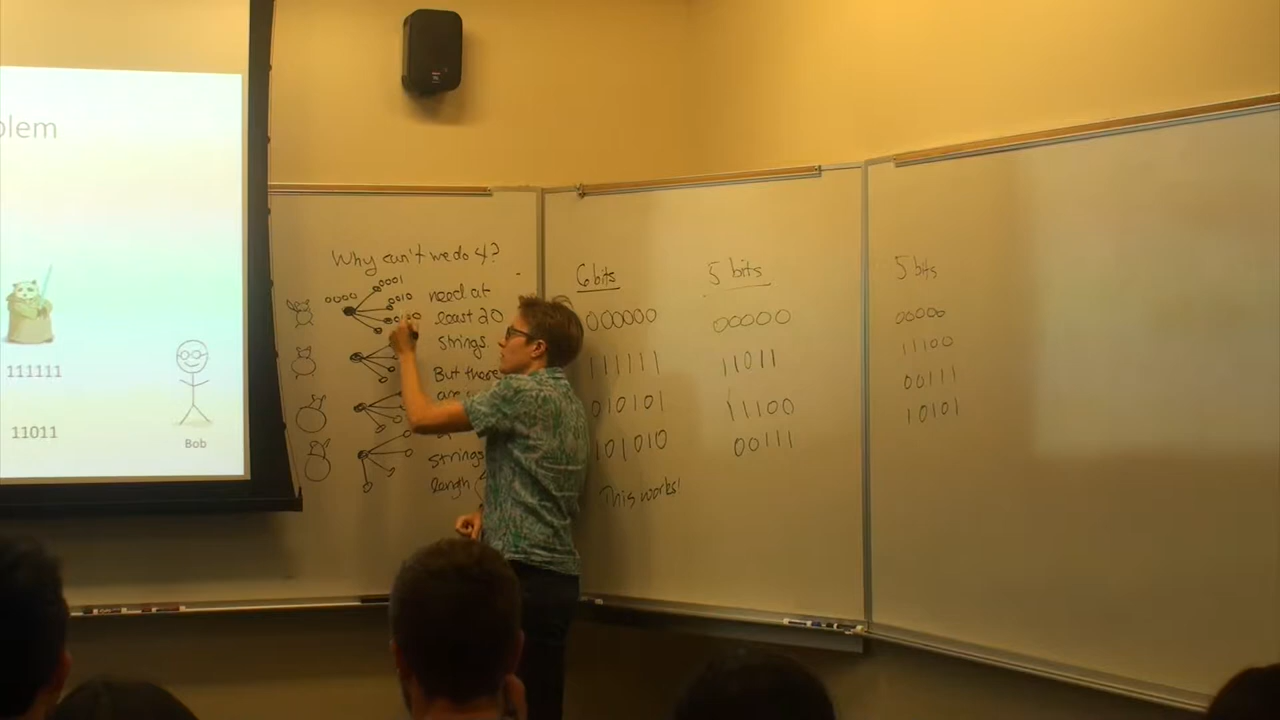 111111
11011
Bob
Why can't we do 4?
0000
0001
0010
need at
least 20
strings.
But there
are
strings
length
6 bits
000000
111111
010101
101010
This works!
5 bits
00000
11011
11100
00111
5 bits
00000
11100
00111
10101